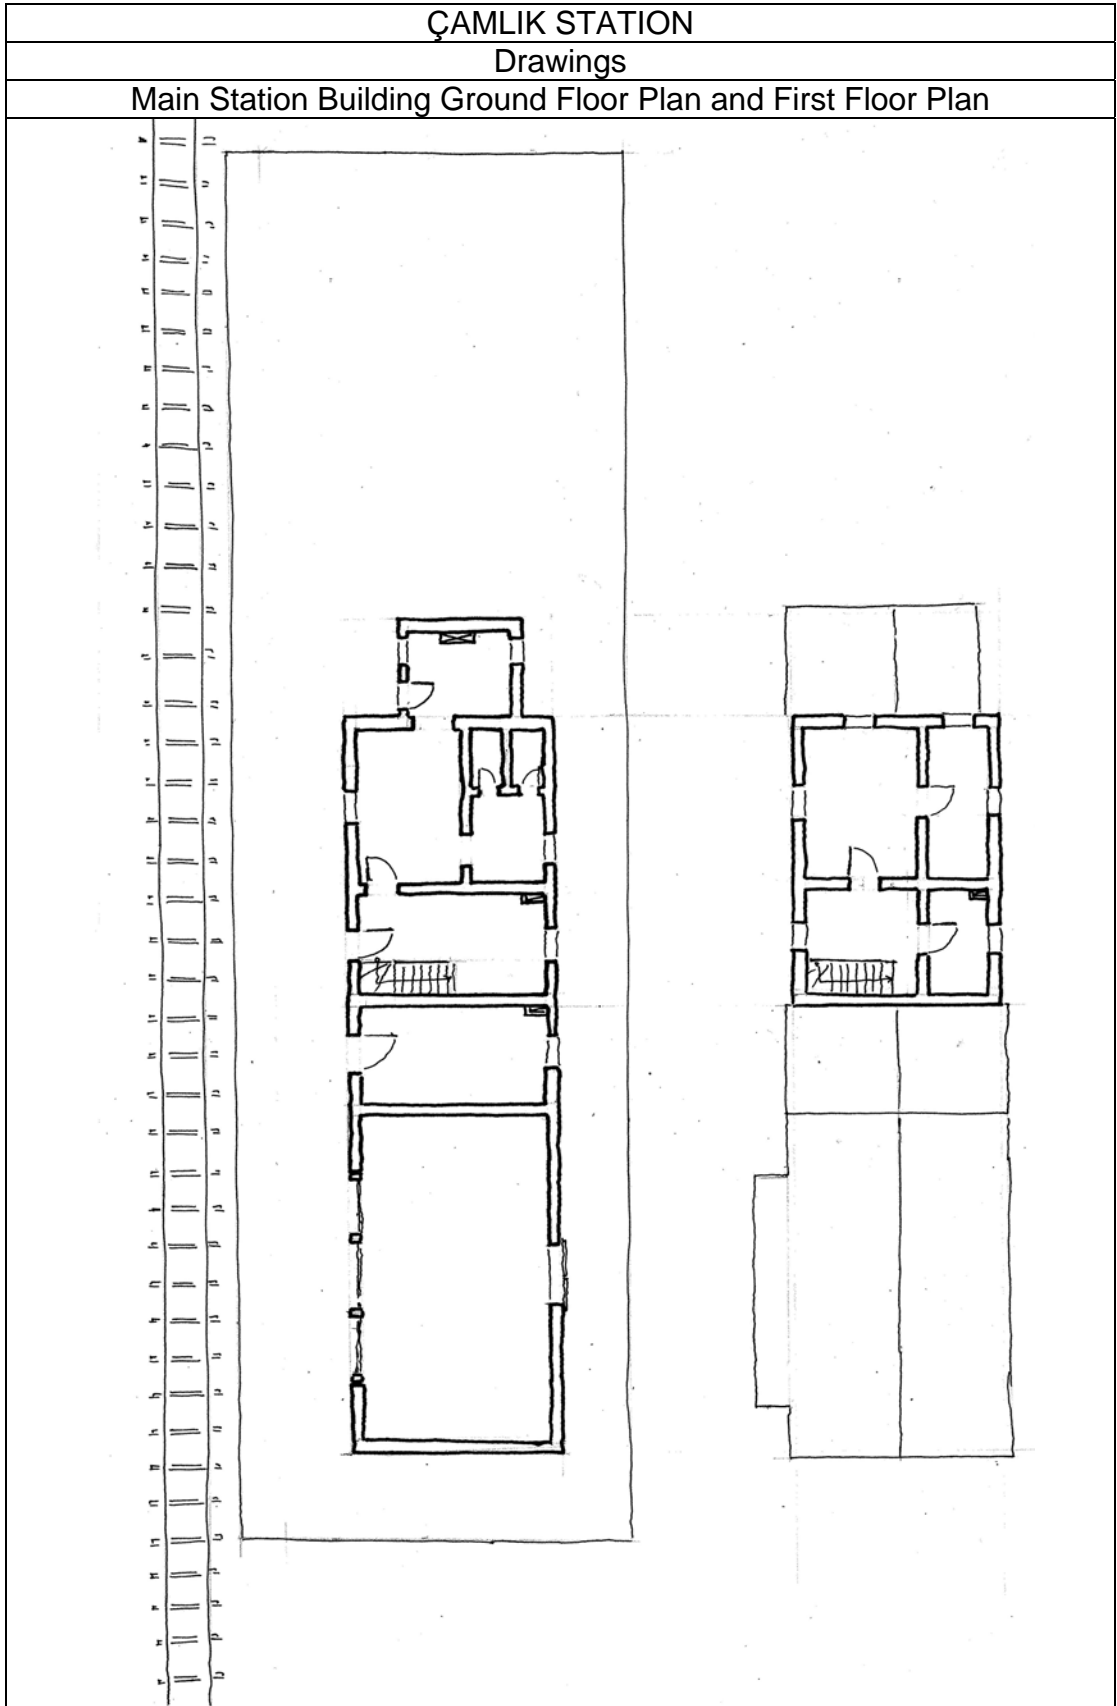 ÇAMLIK STATION
Drawings
Main Station Building Ground Floor Plan and First Floor Plan